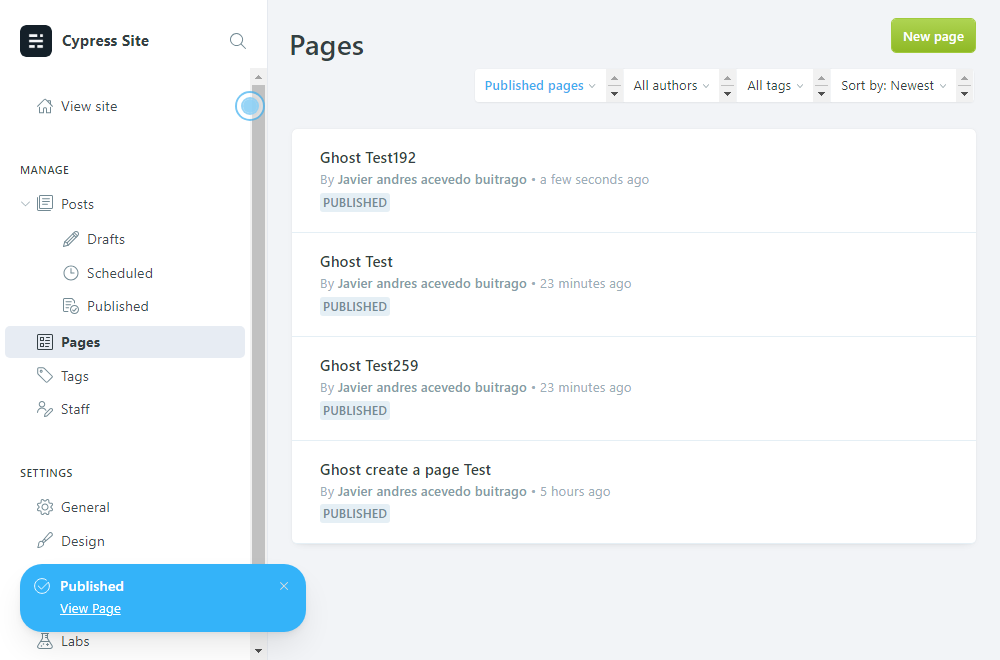 Cypress Site
View site
MANAGE
Posts
Drafts
Scheduled
Published
Pages
Tags
Staff
SETTINGS
General
Design
Published
View Page
Labs
Pages
New page
Published pages
All authors
All tags
Sort by: Newest
Ghost Test192
By Javier andres acevedo buitrago • a few seconds ago
PUBLISHED
Ghost Test
By Javier andres acevedo buitrago • 23 minutes ago
PUBLISHED
Ghost Test259
By Javier andres acevedo buitrago • 23 minutes ago
PUBLISHED
Ghost create a page Test
By Javier andres acevedo buitrago • 5 hours ago
PUBLISHED